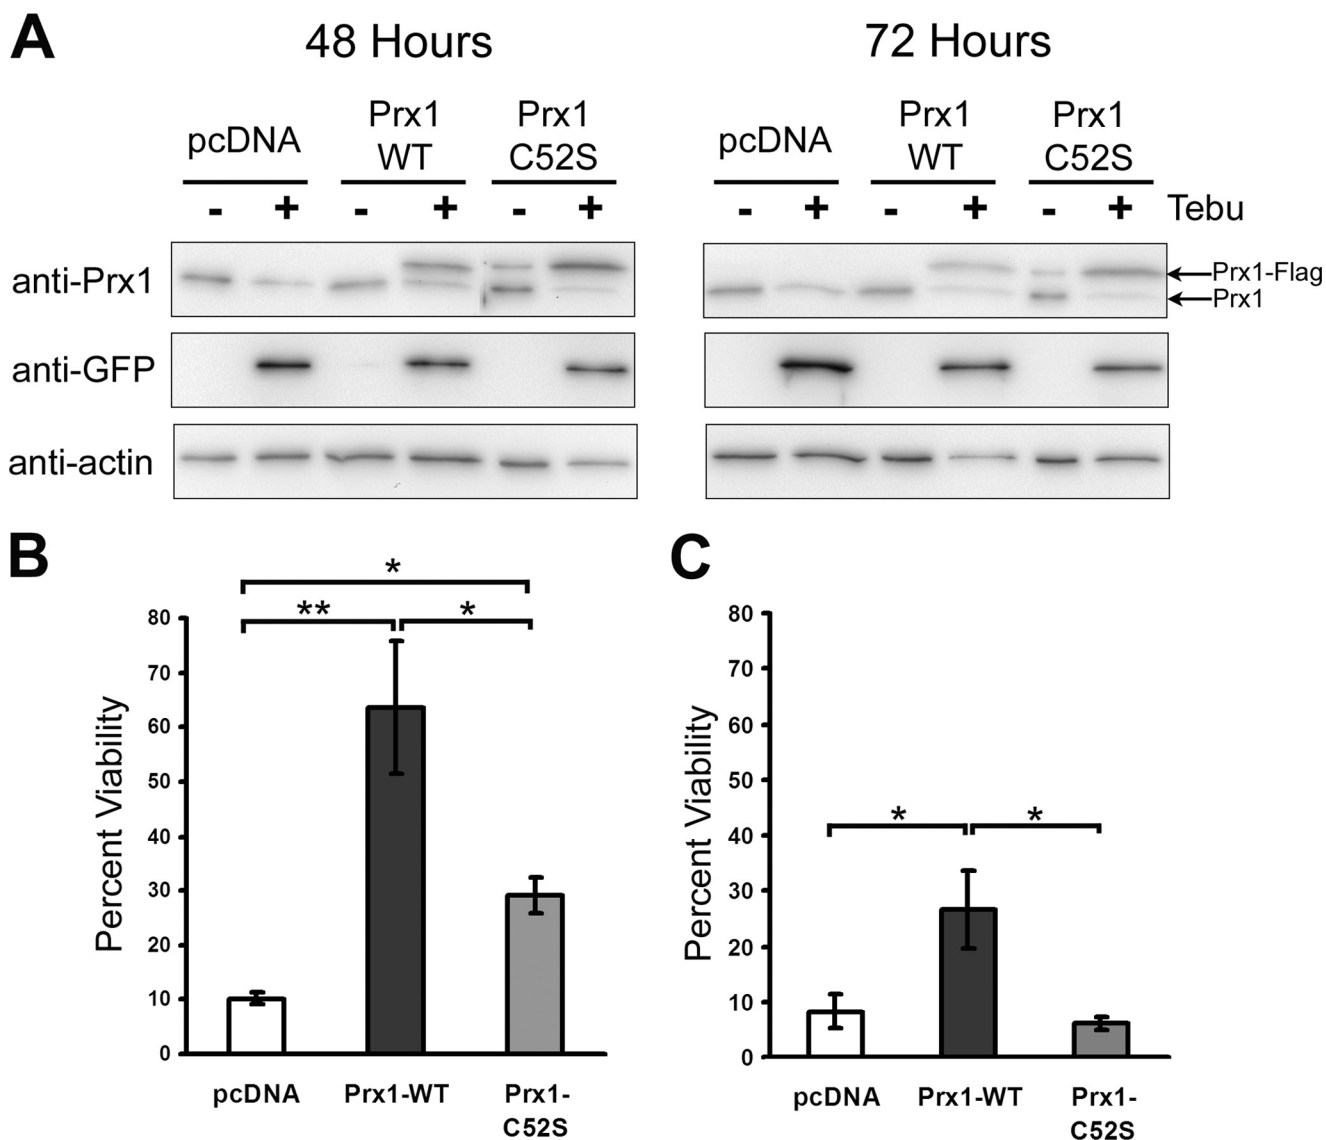 A
48 Hours
72 Hours
pcDNA
Prx1
WT
Prx1
C52S
pcDNA
Prx1
WT
Prx1
C52S
- + - + - +
- + - + - + Tebu
anti-Prx1
Prx1-Flag
Prx1
anti-GFP
anti-actin
B
*
** *
80
70
60
50
40
30
20
10
0
Percent Viability
pcDNA
Prx1-WT
Prx1-
C52S
C
* *
80
70
60
50
40
30
20
10
0
Percent Viability
pcDNA
Prx1-WT
Prx1-
C52S